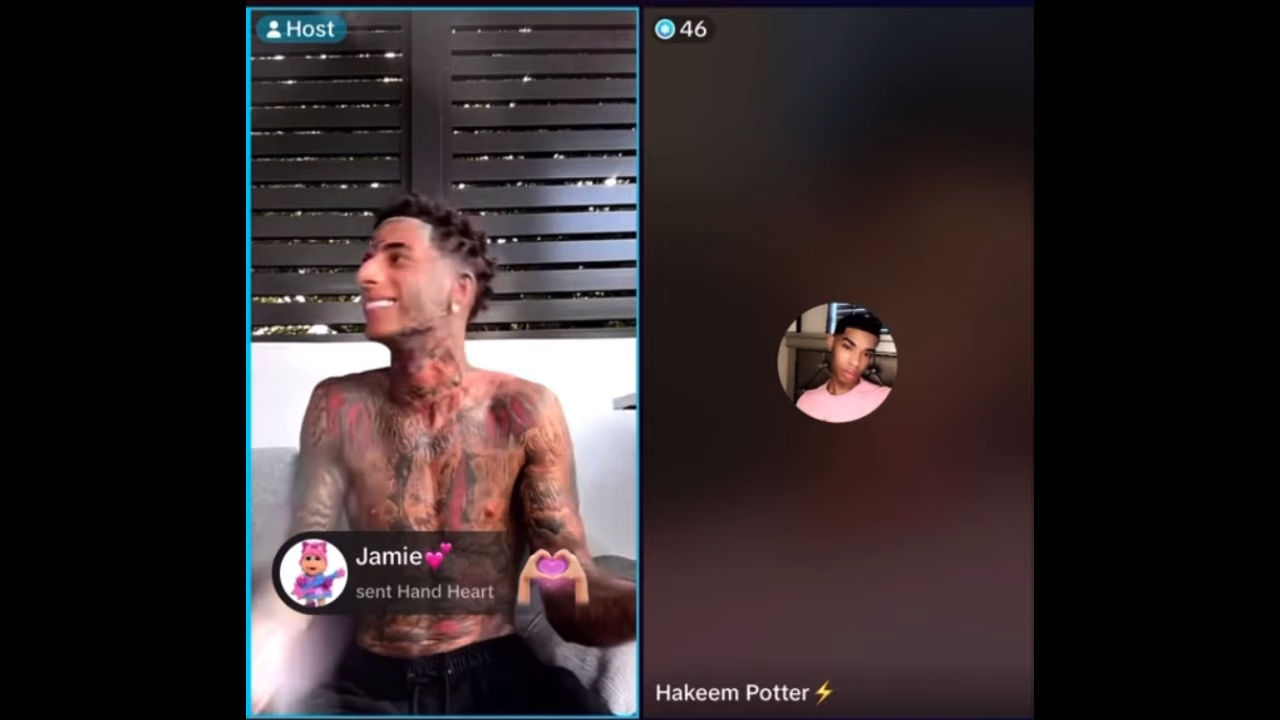 Host
46
Jamie💕
sent Hand Heart
Hakeem Potter⚡